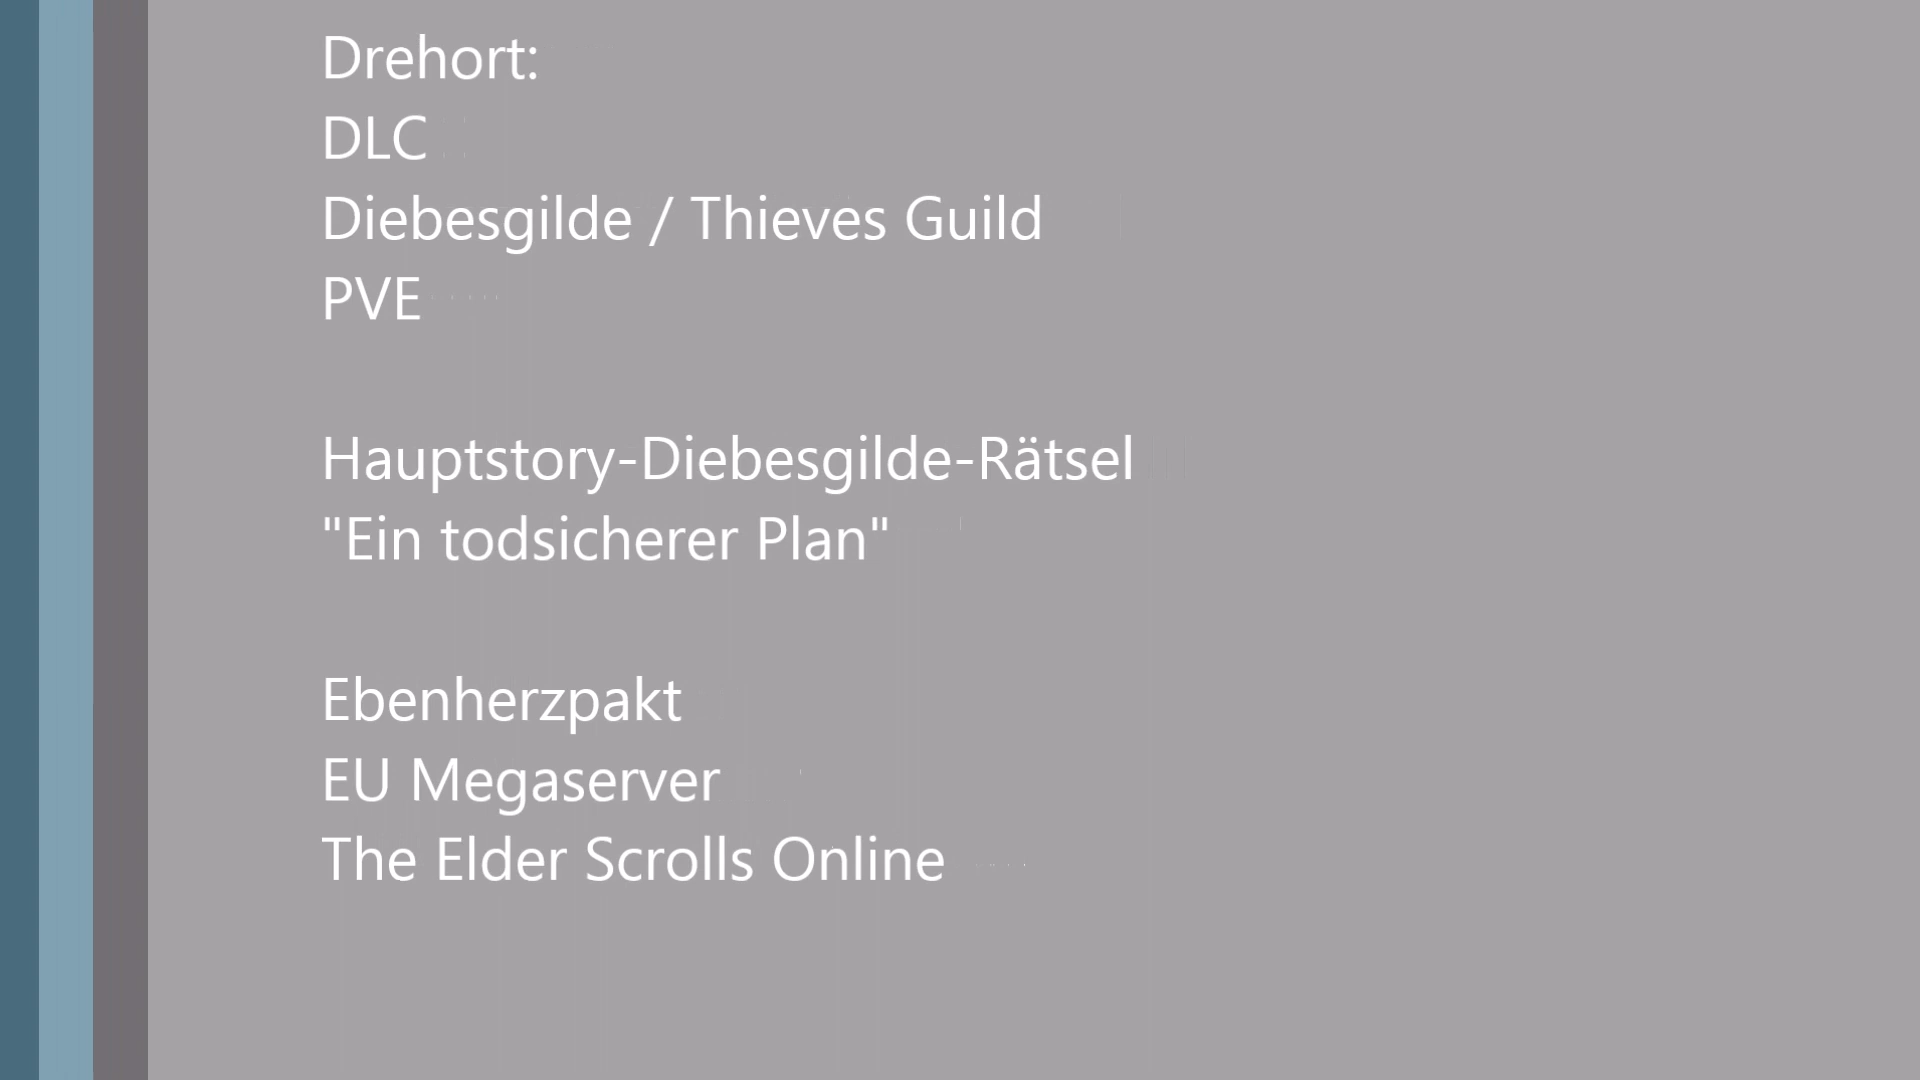 Drehort:
DLC
Diebesgilde / Thieves Guild
PVE
Hauptstory-Diebesgilde-Rätsel
"Ein todsicherer Plan"
Ebenherzpakt
EU Megaserver
The Elder Scrolls Online